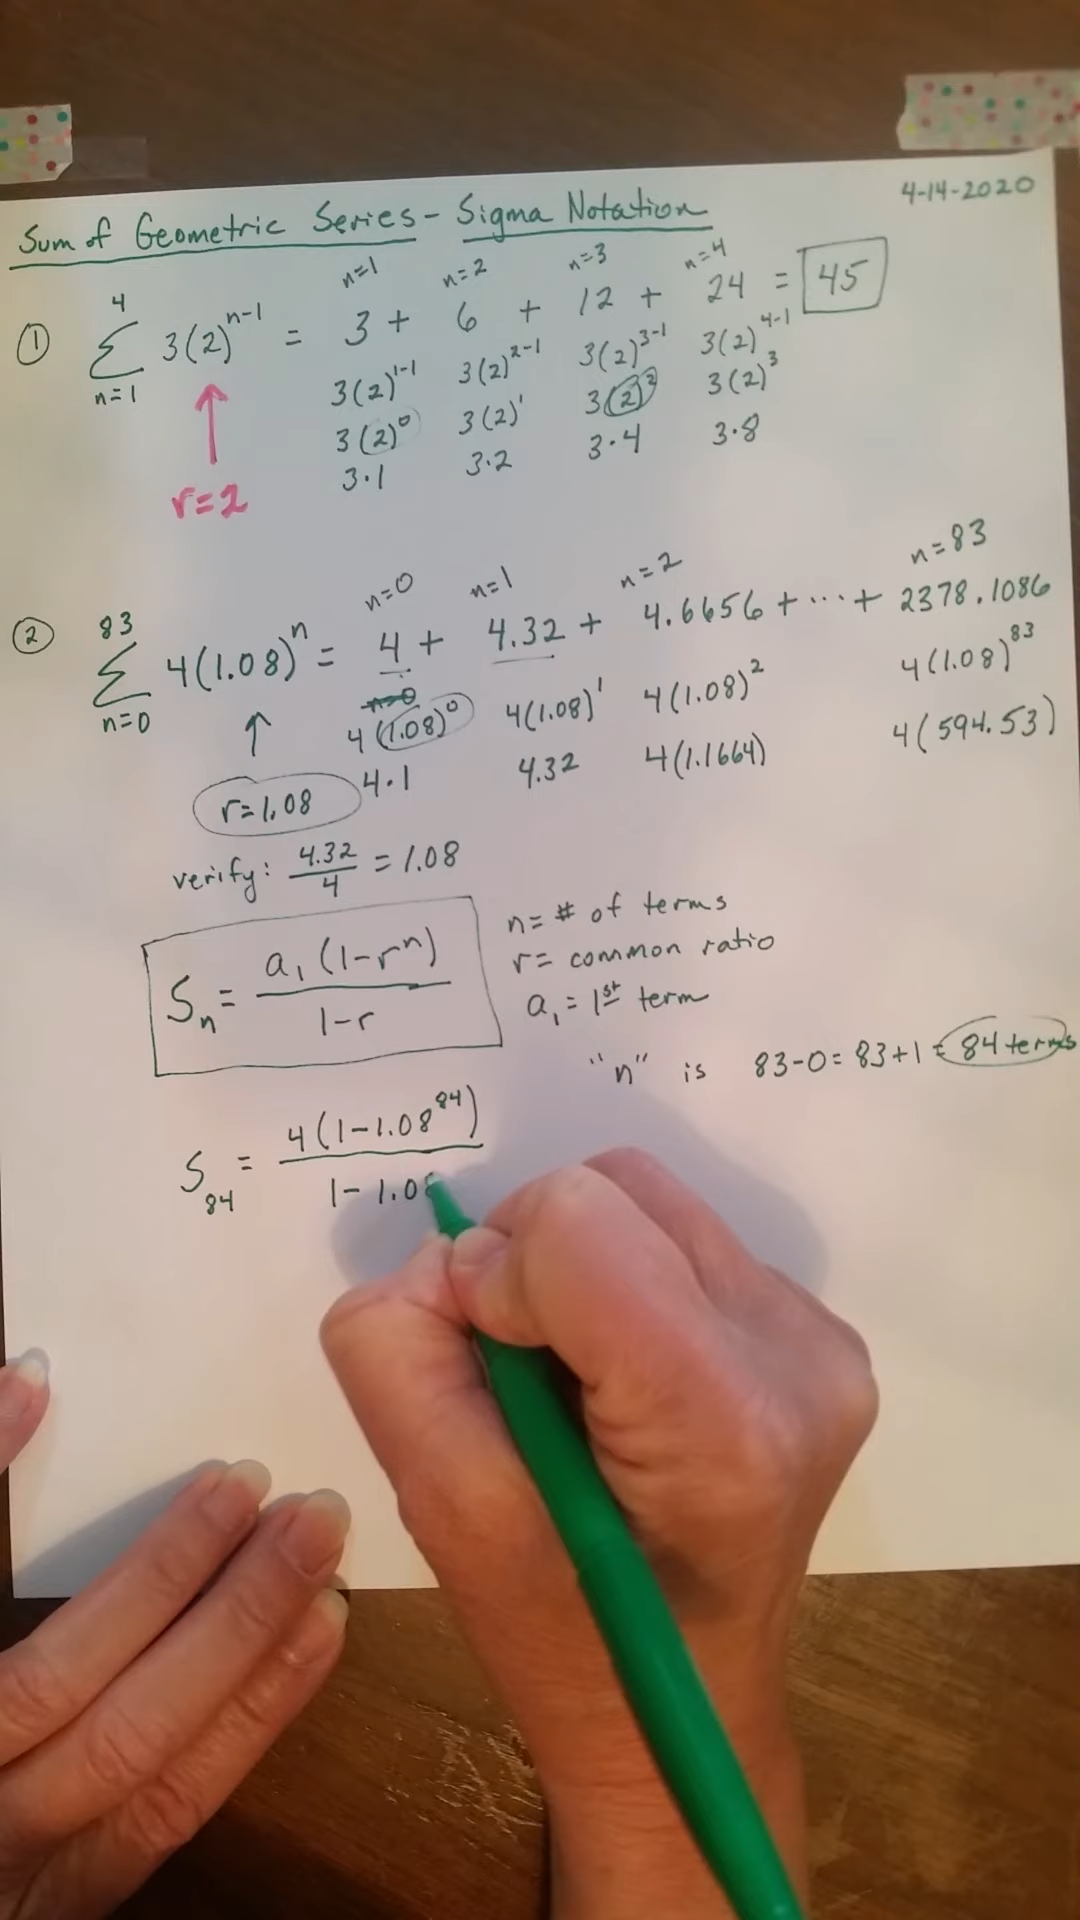 4-14-2020
Sum of Geometric Series - Sigma Notation
n=1 n=2 n=3 n=4
① 4 ∑ n=1 3(2)^(n-1) = 3 + 6 + 12 + 24 = 45
3(2)^(1-1) 3(2)^(2-1) 3(2)^(3-1) 3(2)^(4-1)
3(2)^0 3(2)^1 3(2)^2 3(2)^3
3·1 3·2 3·4 3·8
r=2
n=0 n=1 n=2 n=83
② 83 ∑ n=0 4(1.08)^n = 4 + 4.32 + 4.6656 + ... + 2378.1086
n=0
4(1.08)^0 4(1.08)^1 4(1.08)^2 4(1.08)^83
4·1 4.32 4(1.1664) 4(594.53)
r=1.08
verify: 4.32/4 = 1.08
Sn = a₁(1-r^n)/1-r
n= # of terms
r= common ratio
a₁= 1st term
"n" is 83-0=83+1= 84 terms
S84 = 4(1-1.08^84)/1-1.08